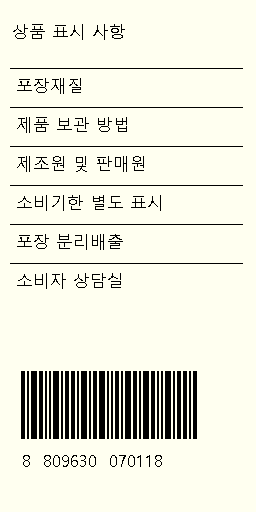 상품 표시 사항
포장재질
제품 보관 방법
제조원 및 판매원
소비기한 별도 표시
포장 분리배출
소비자 상담실
8 809630 070118